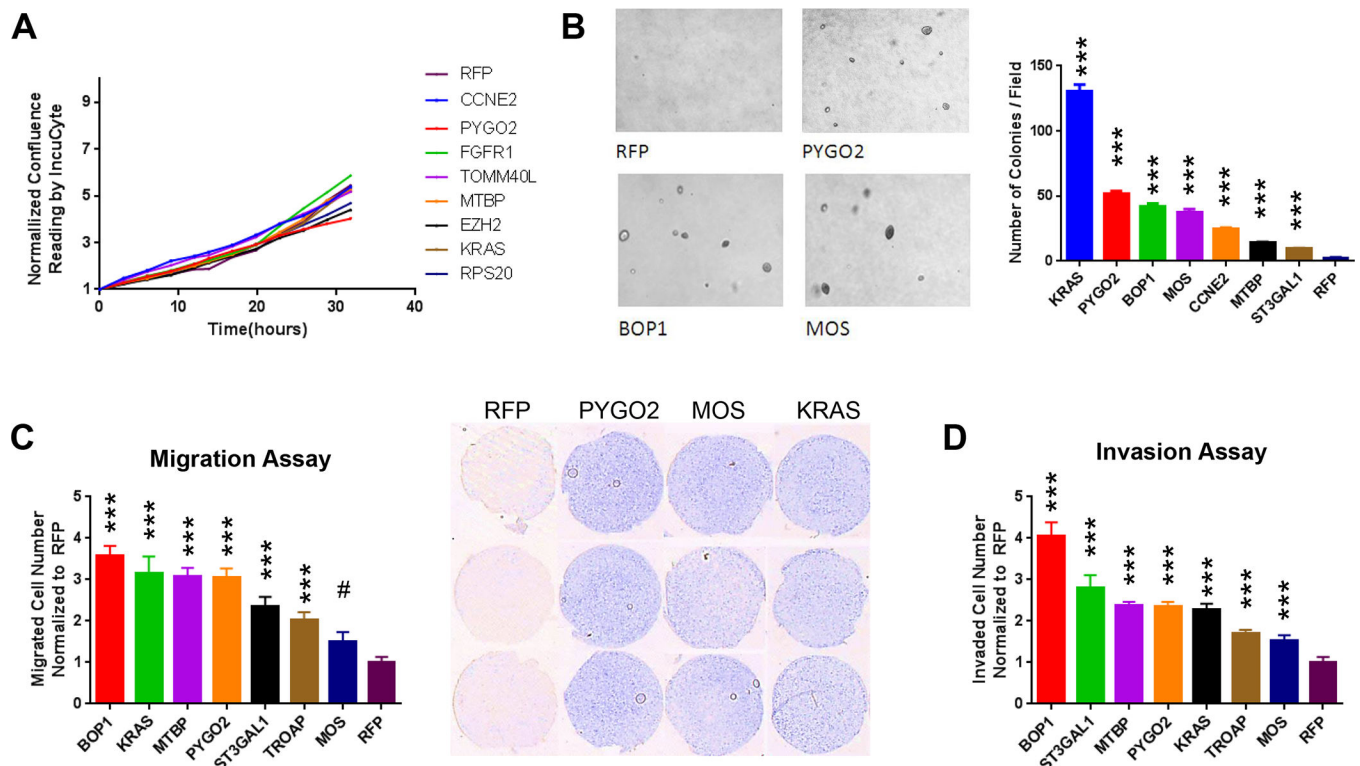 A
Normalized Confluence
Reading by IncuCyte
9
7
5
3
1
0
10
20
30
40
Time(hours)
RFP
CCNE2
PYGO2
FGFR1
TOMM40L
MTBP
EZH2
KRAS
RPS20
B
RFP
PYGO2
BOP1
MOS
Number of Colonies / Field
150
100
50
0
***
***
***
***
***
***
***
KRAS
PYGO2
BOP1
MOS
CCNE2
MTBP
ST3GAL1
RFP
C
Migration Assay
Migrated Cell Number
Normalized to RFP
5
4
3
2
1
0
***
***
***
***
***
***
#
BOP1
KRAS
MTBP
PYGO2
ST3GAL1
TROAP
MOS
RFP
RFP
PYGO2
MOS
KRAS
D
Invasion Assay
Invaded Cell Number
Normalized to RFP
5
4
3
2
1
0
***
***
***
***
***
***
***
BOP1
ST3GAL1
MTBP
PYGO2
KRAS
TROAP
MOS
RFP